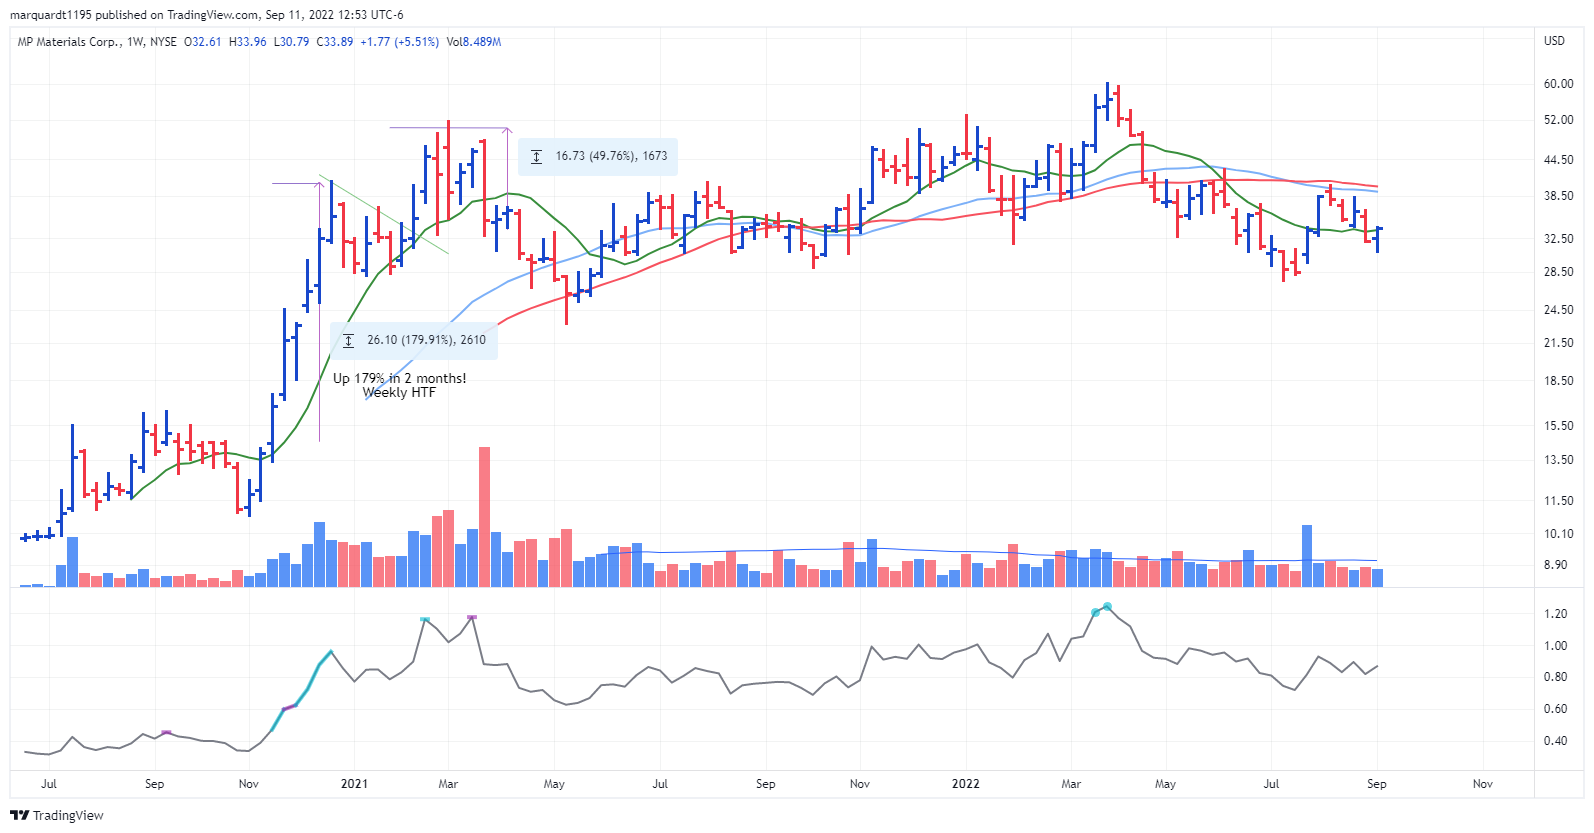 marquardt1195 published on TradingView.com, Sep 11, 2022 12:53 UTC-6
MP Materials Corp., 1W, NYSE O32.61 H33.96 L30.79 C33.89 +1.77 (+5.51%) Vol8.489M
USD
60.00
52.00
16.73 (49.76%), 1673
44.50
38.50
32.50
28.50
24.50
26.10 (179.91%), 2610
21.50
Up 179% in 2 months!
Weekly HTF
18.50
15.50
13.50
11.50
10.10
8.90
1.20
1.00
0.80
0.60
0.40
Jul Sep Nov 2021 Mar May Jul Sep Nov 2022 Mar May Jul Sep Nov
TradingView